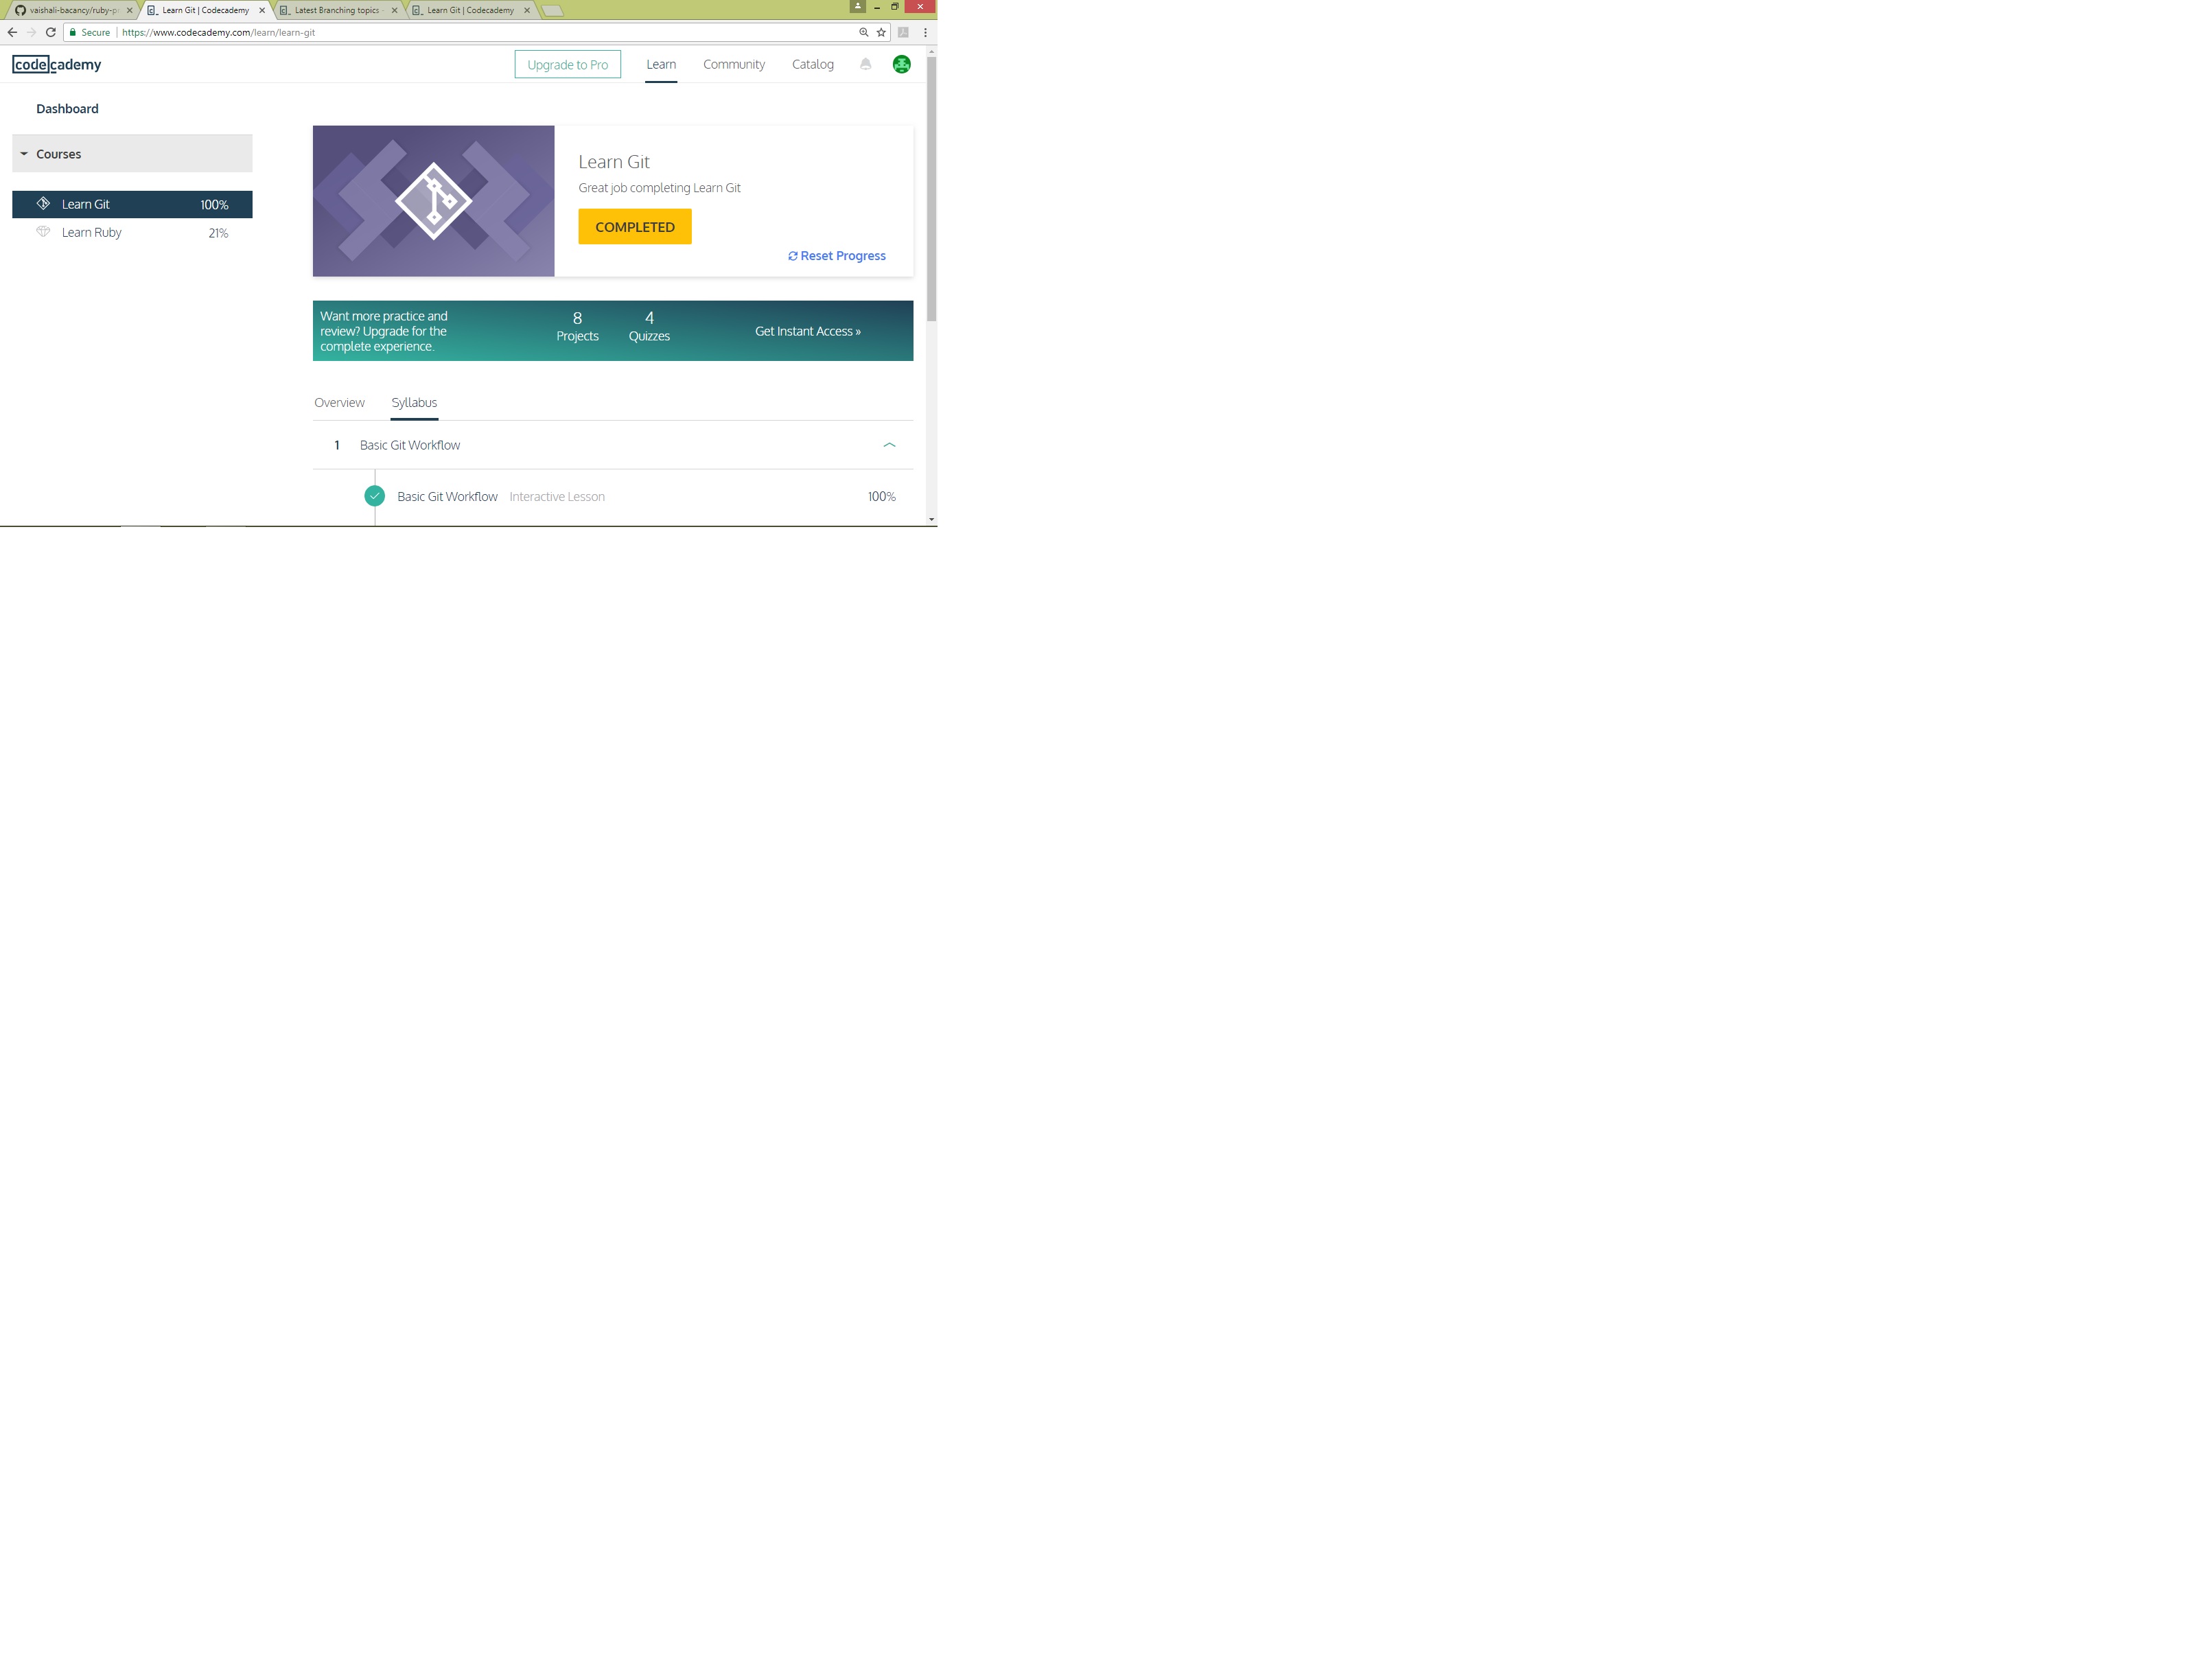 vaishali-bacancy/ruby-p
Learn Git | Codecademy
Latest Branching topics
Learn Git | Codecademy
Secure
https://www.codecademy.com/learn/learn-git
codecademy
Upgrade to Pro
Learn
Community
Catalog
Dashboard
Courses
Learn Git 100%
Learn Ruby 21%
Learn Git
Great job completing Learn Git
COMPLETED
Reset Progress
Want more practice and
review? Upgrade for the
complete experience.
8
Projects
4
Quizzes
Get Instant Access »
Overview
Syllabus
1 Basic Git Workflow
Basic Git Workflow Interactive Lesson 100%